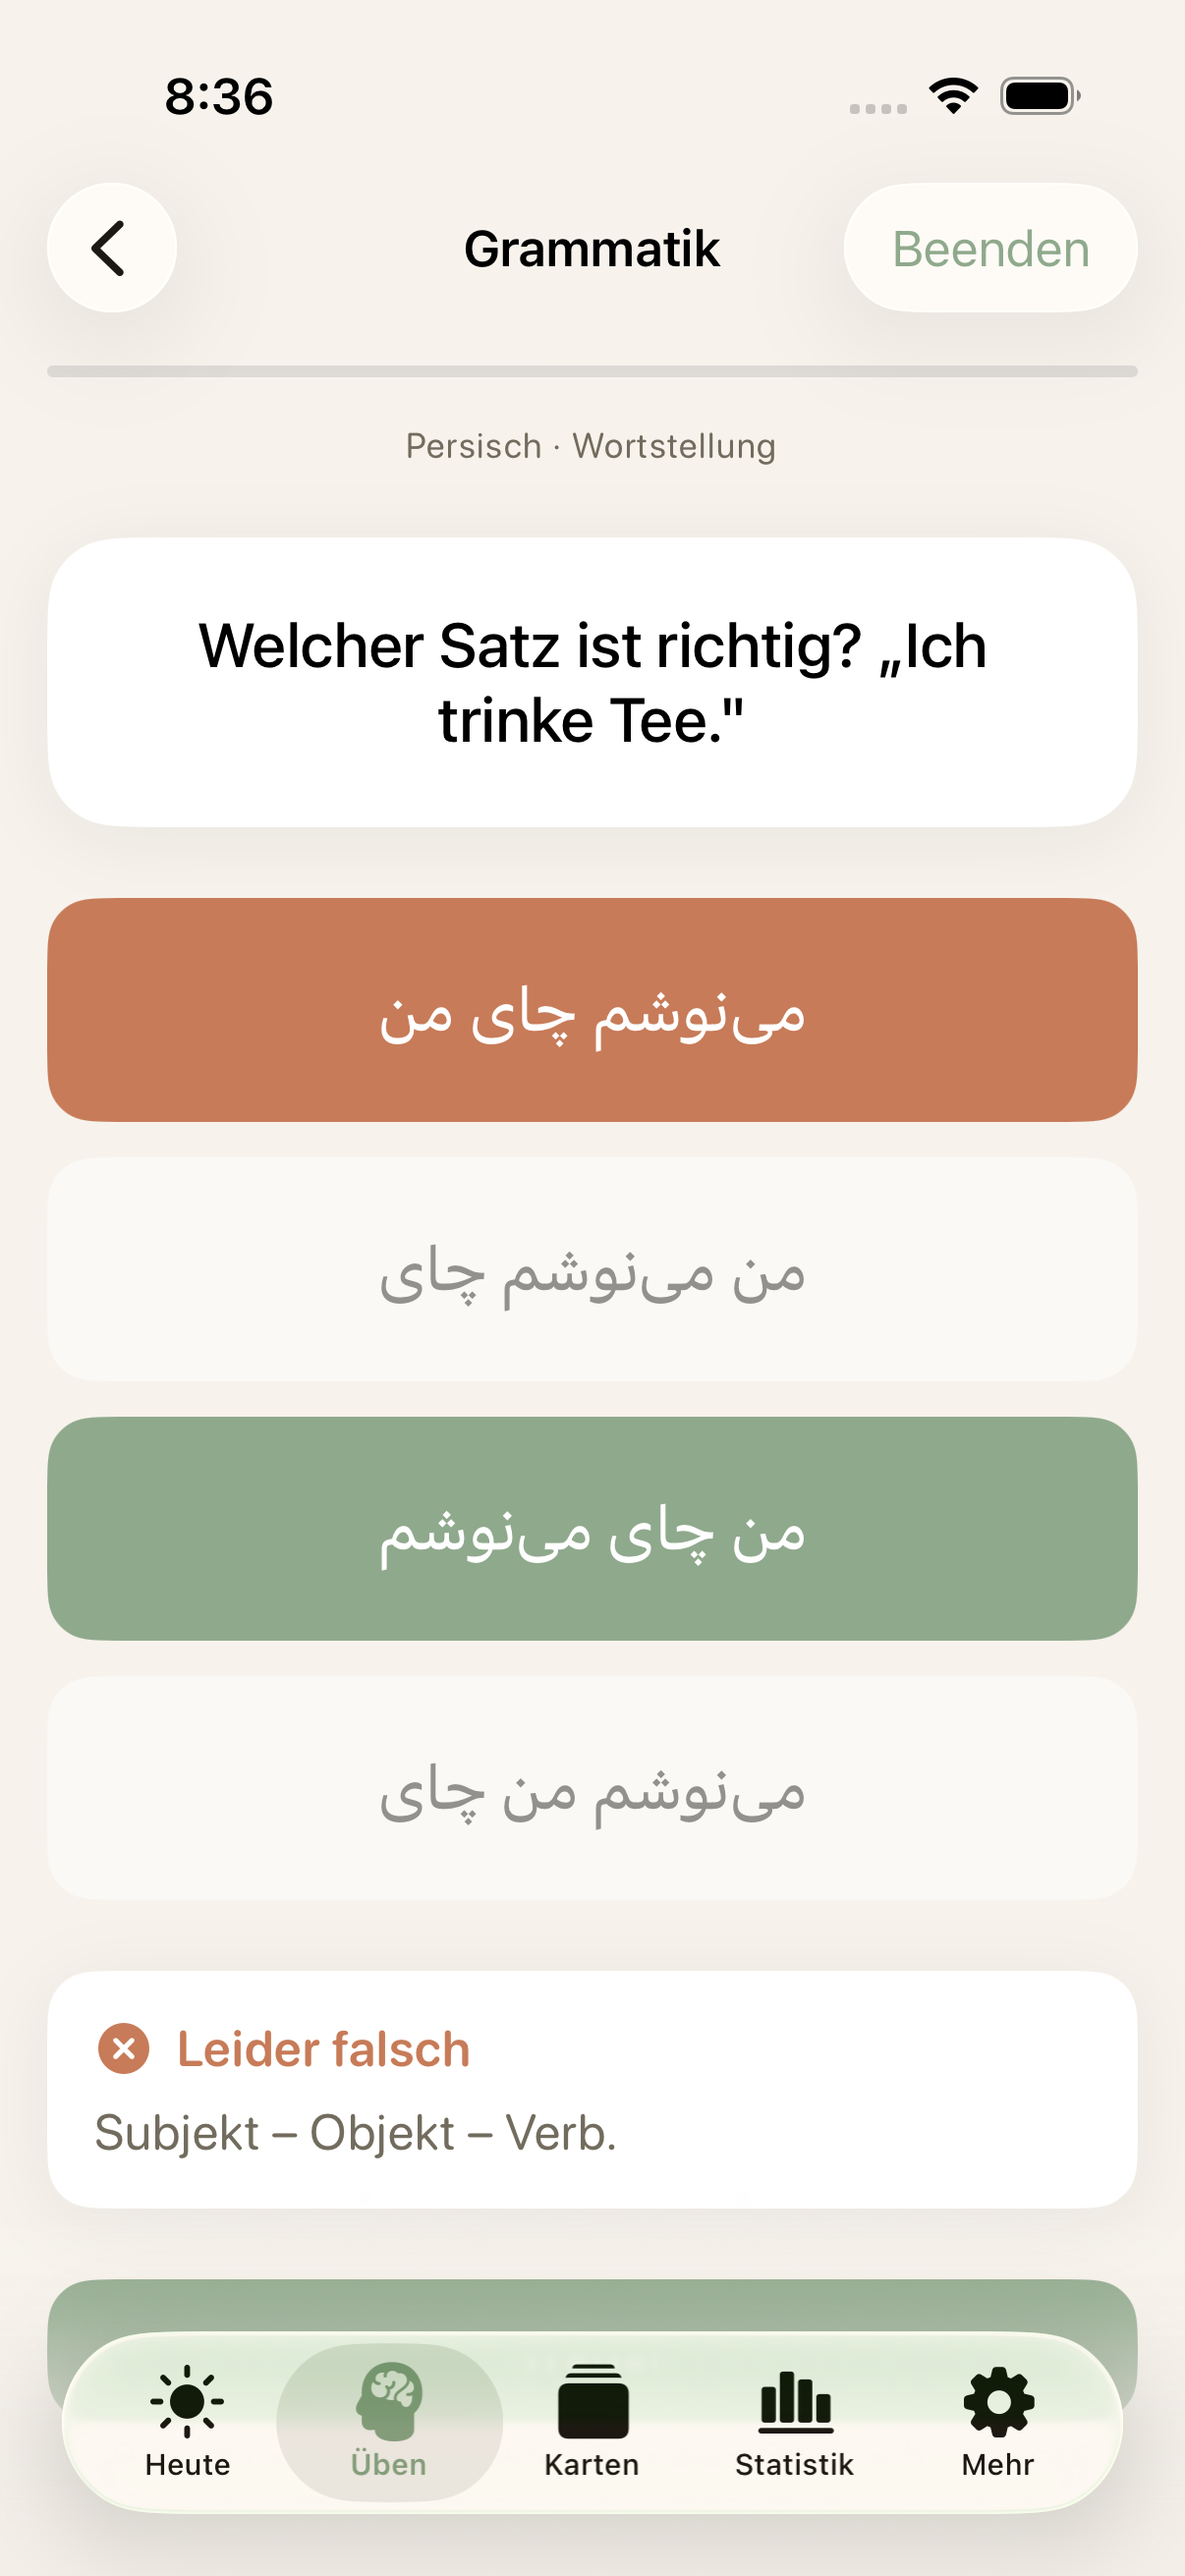 8:36
Grammatik
Beenden
Persisch · Wortstellung
Welcher Satz ist richtig? „Ich
trinke Tee."
می‌نوشم چای من
من می‌نوشم چای
من چای می‌نوشم
می‌نوشم من چای
Leider falsch
Subjekt – Objekt – Verb.
Heute
Üben
Karten
Statistik
Mehr